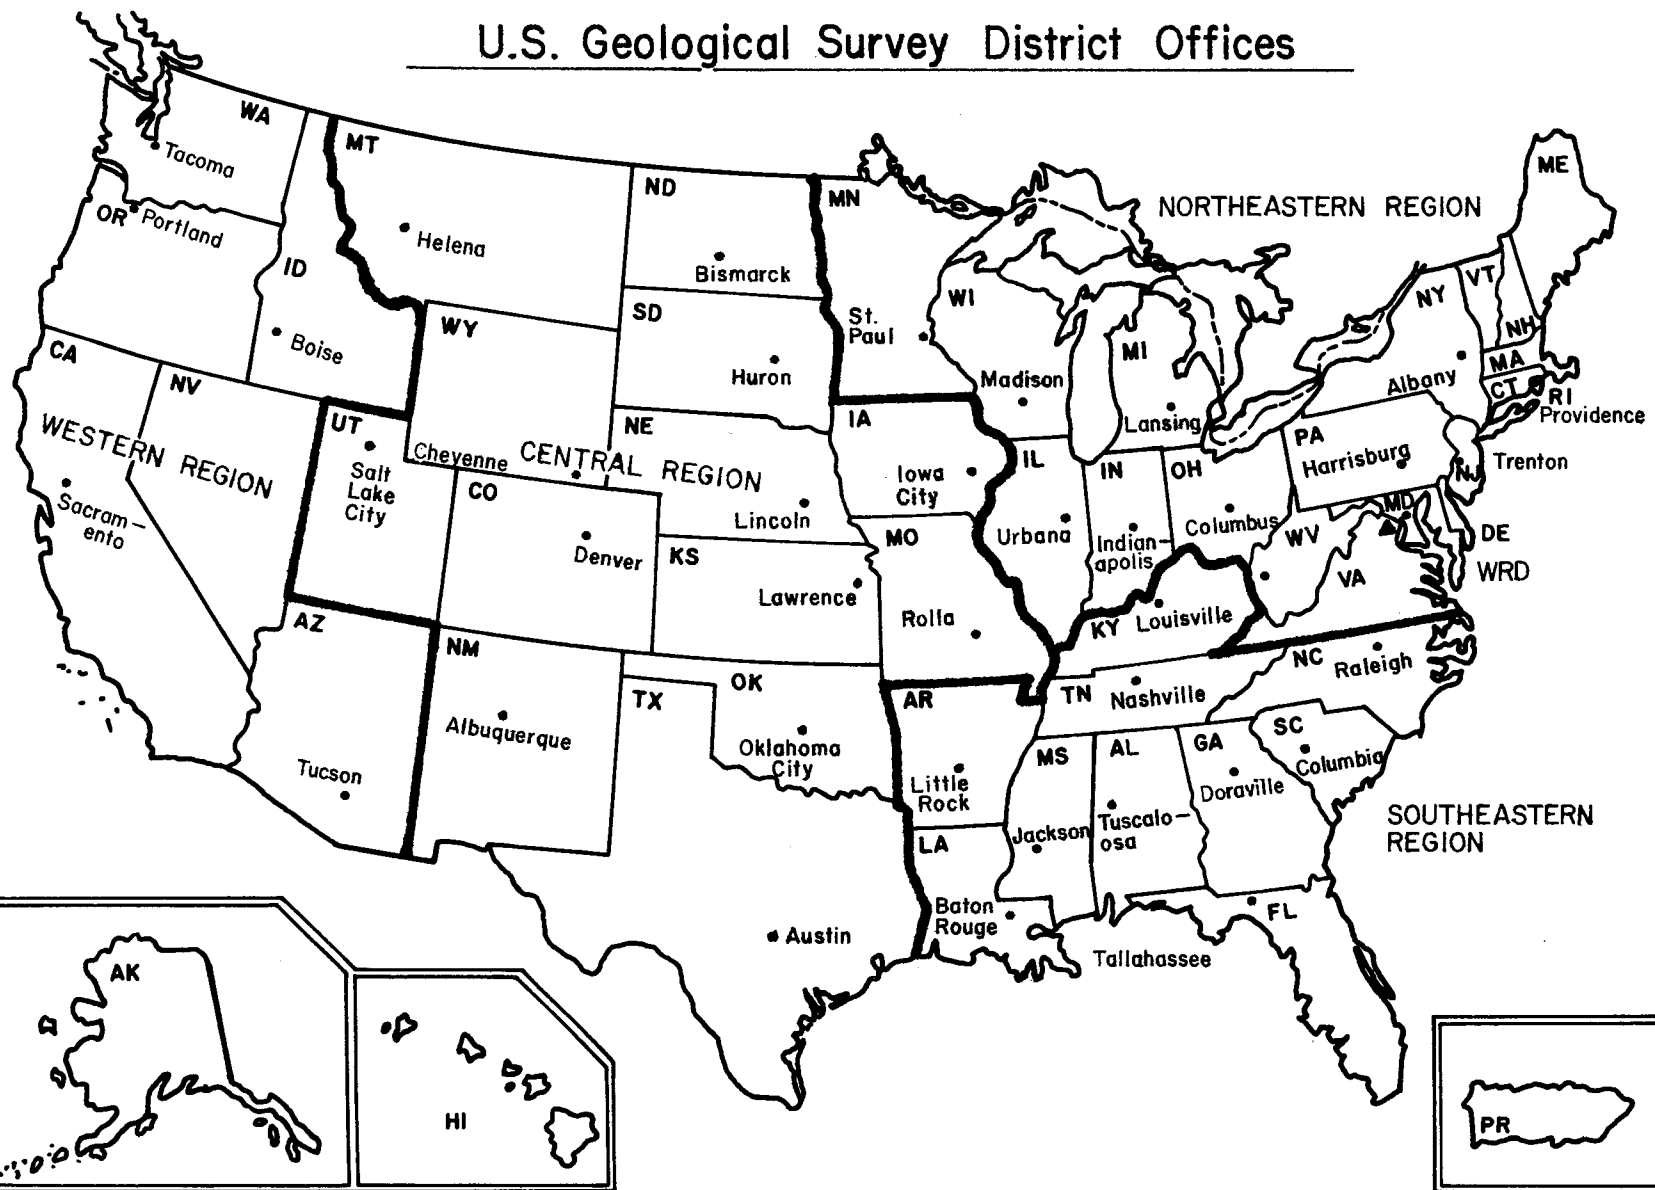 U.S. Geological Survey District Offices
WA
Tacoma
MT
Helena
ND
Bismarck
MN
St.
Paul
NORTHEASTERN REGION
ME
OR
Portland
ID
Boise
WY
SD
Huron
WI
Madison
MI
Lansing
NY
Albany
VT
NH
MA
CT
RI
Providence
CA
NV
WESTERN REGION
Sacram-
ento
UT
Salt
Lake
City
Cheyenne
CENTRAL REGION
NE
Lincoln
IA
Iowa
City
IL
Urbana
IN
Indian-
apolis
OH
Columbus
PA
Harrisburg
NJ
Trenton
MD
DE
WRD
WV
VA
CO
Denver
KS
Lawrence
MO
Rolla
KY
Louisville
AZ
Tucson
NM
Albuquerque
TX
Austin
OK
Oklahoma
City
AR
Little
Rock
TN
Nashville
NC
Raleigh
SC
Columbia
MS
Jackson
AL
Tuscalo-
osa
GA
Doraville
SOUTHEASTERN
REGION
LA
Baton
Rouge
FL
Tallahassee
AK
HI
PR